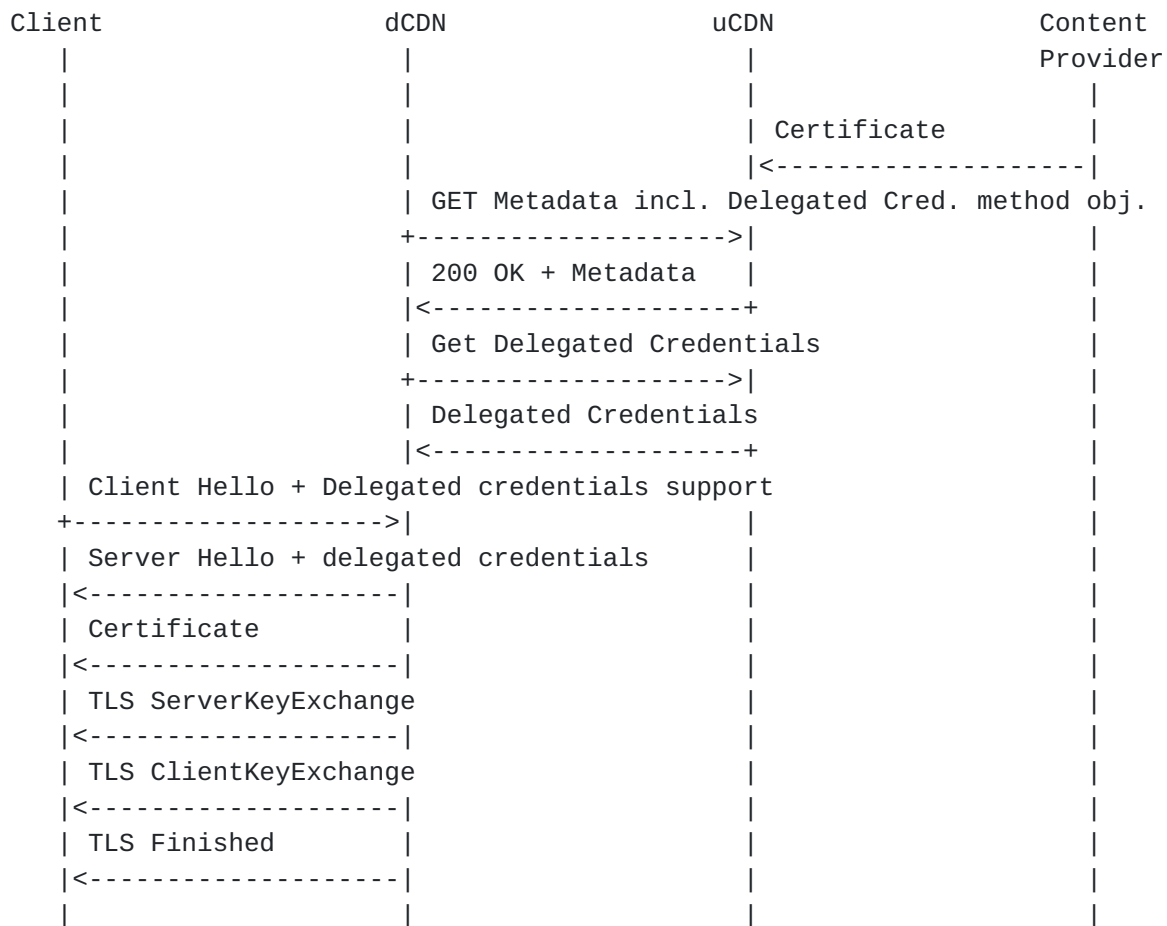 Client dCDN uCDN Content
Provider
Certificate
GET Metadata incl. Delegated Cred. method obj.
200 OK + Metadata
Get Delegated Credentials
Delegated Credentials
Client Hello + Delegated credentials support
Server Hello + delegated credentials
Certificate
TLS ServerKeyExchange
TLS ClientKeyExchange
TLS Finished